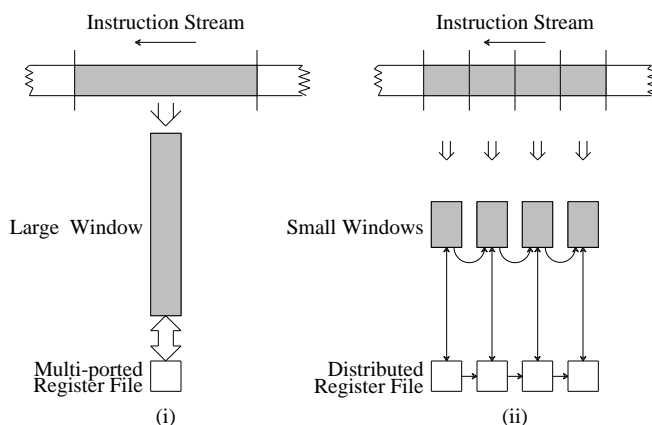 Instruction Stream
Large Window
Multi-ported
Register File
(i)
Instruction Stream
Small Windows
Distributed
Register File
(ii)